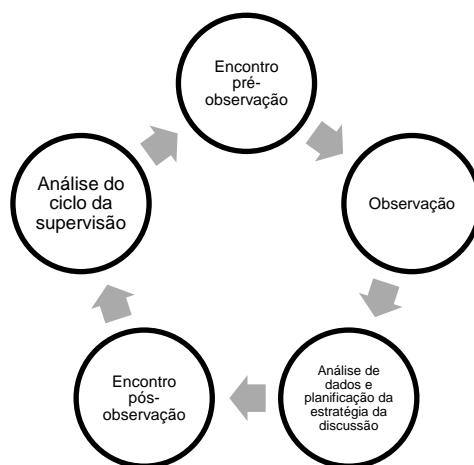 Encontro
pré-
observação
Observação
Análise de
dados e
planificação da
estratégia da
discussão
Encontro
pós-
observação
Análise do
ciclo da
supervisão